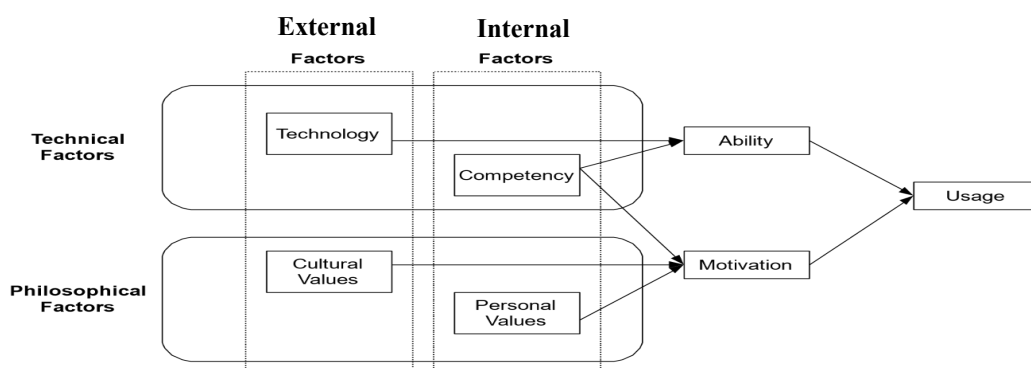 External
Factors
Internal
Factors
Technical
Factors
Technology
Competency
Ability
Usage
Philosophical
Factors
Cultural
Values
Personal
Values
Motivation